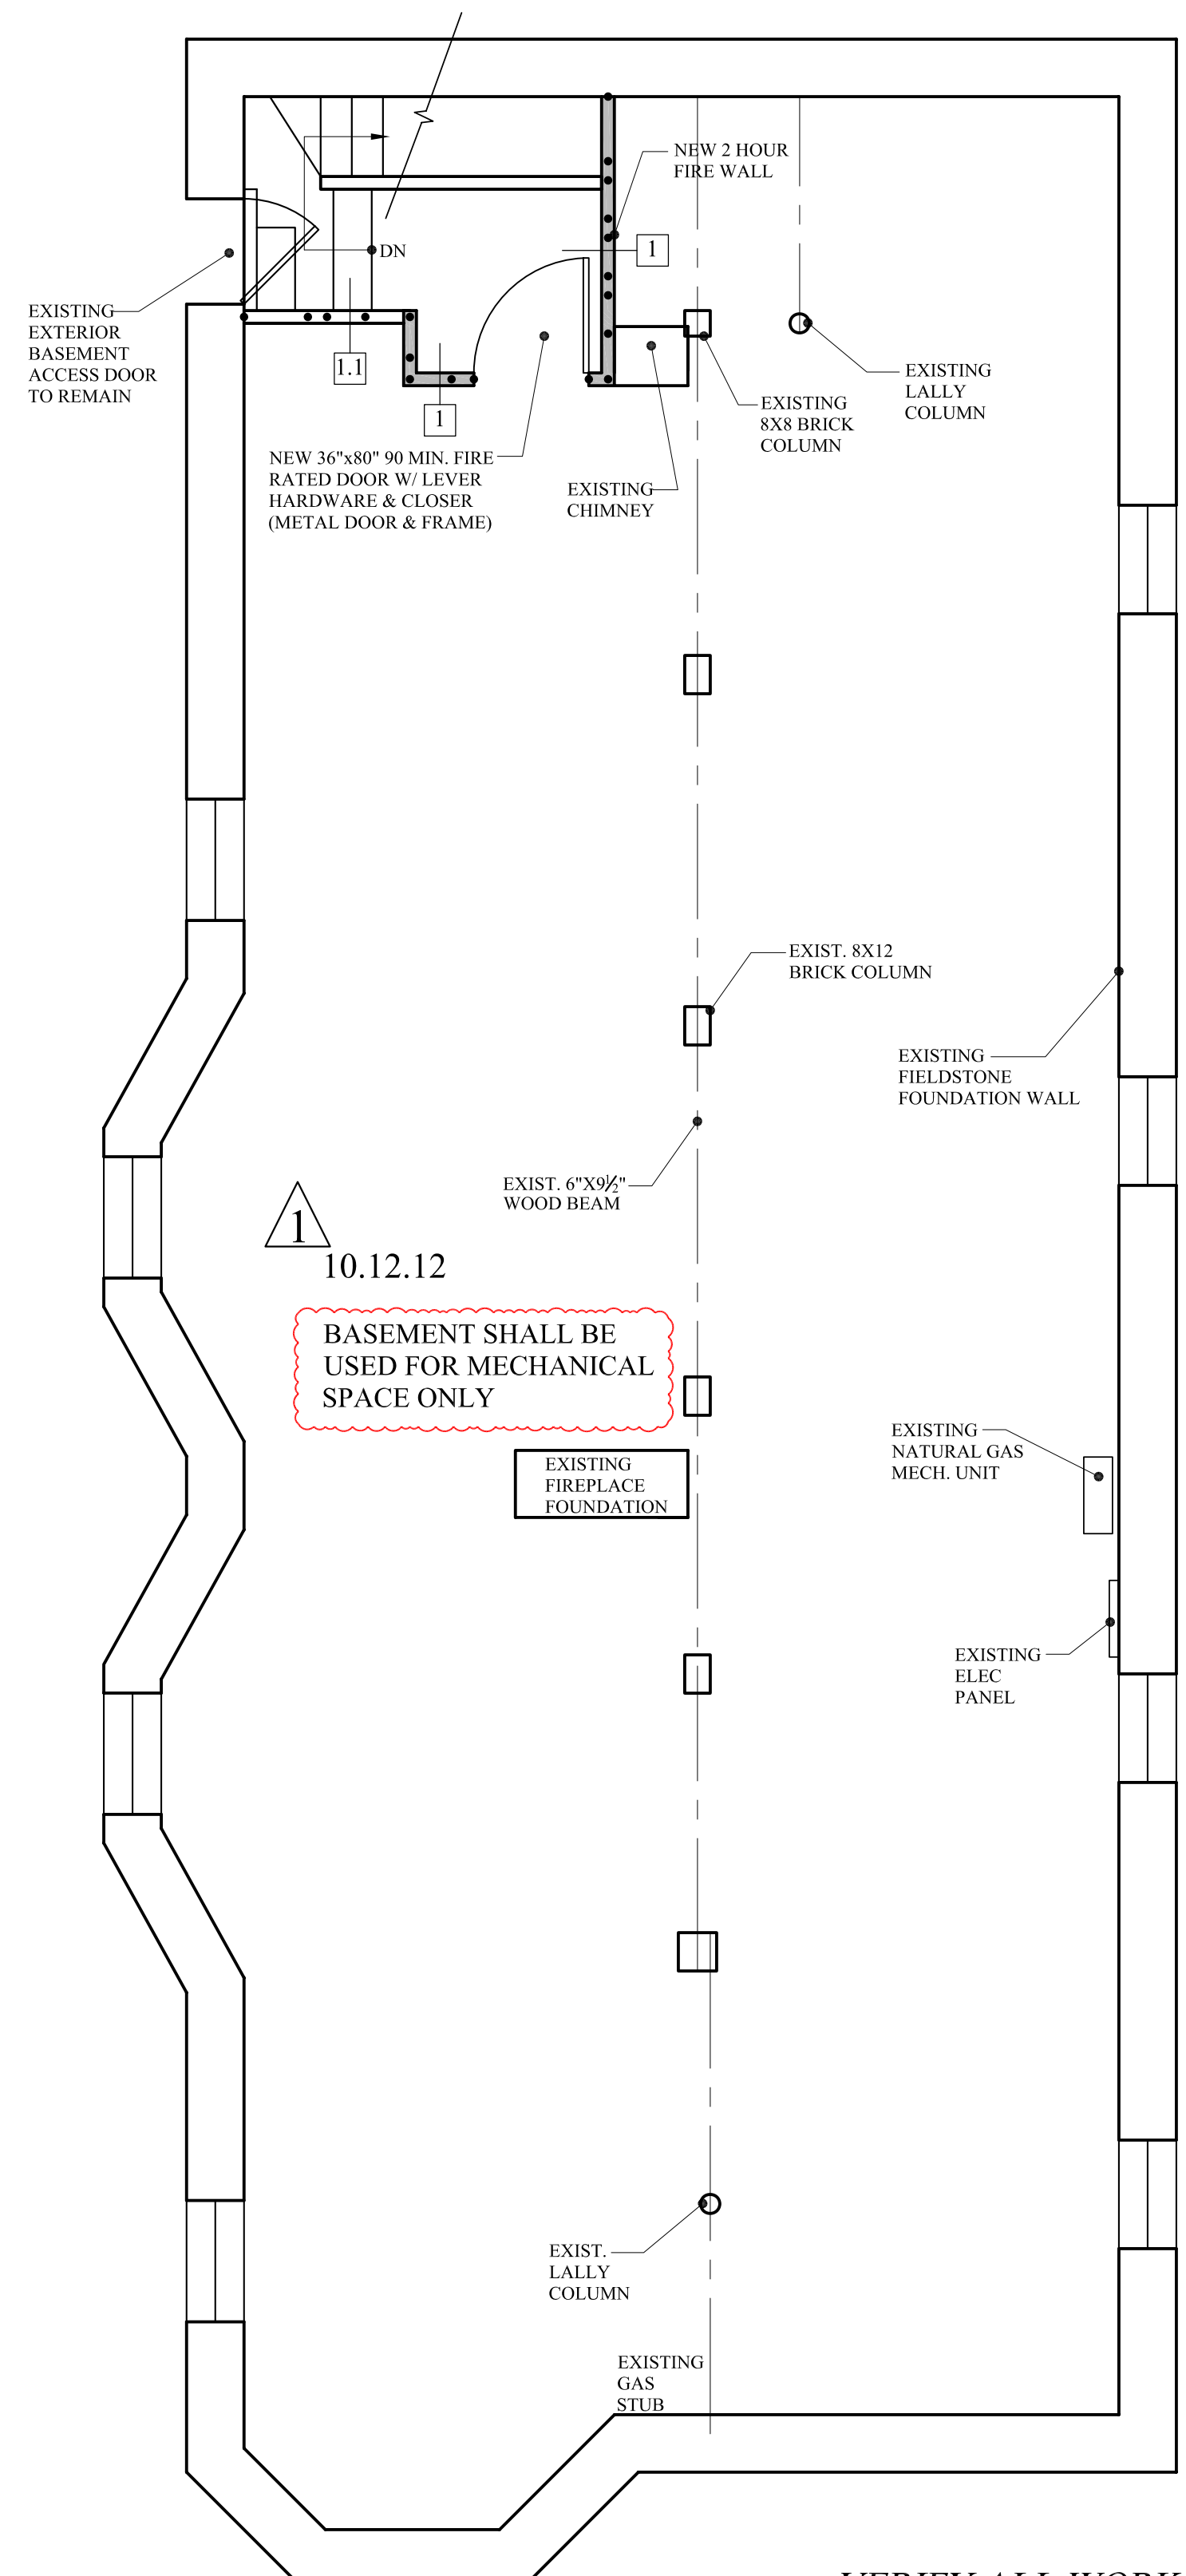 NEW 2 HOUR
FIRE WALL
1
DN
EXISTING
EXTERIOR
BASEMENT
ACCESS DOOR
TO REMAIN
1.1
1
EXISTING
LALLY
COLUMN
EXISTING
8X8 BRICK
COLUMN
NEW 36"x80" 90 MIN. FIRE
RATED DOOR W/ LEVER
HARDWARE & CLOSER
(METAL DOOR & FRAME)
EXISTING
CHIMNEY
EXIST. 8X12
BRICK COLUMN
EXISTING
FIELDSTONE
FOUNDATION WALL
EXIST. 6"X9½"
WOOD BEAM
1
10.12.12
BASEMENT SHALL BE
USED FOR MECHANICAL
SPACE ONLY
EXISTING
NATURAL GAS
MECH. UNIT
EXISTING
FIREPLACE
FOUNDATION
EXISTING
ELEC
PANEL
EXIST.
LALLY
COLUMN
EXISTING
GAS
STUB
VERIFY ALL WORK